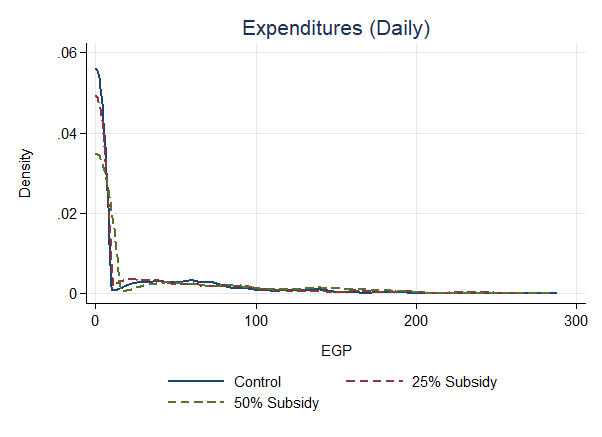 Expenditures (Daily)
.06
.04
.02
0
Density
0 100 200 300
EGP
Control 25% Subsidy
50% Subsidy